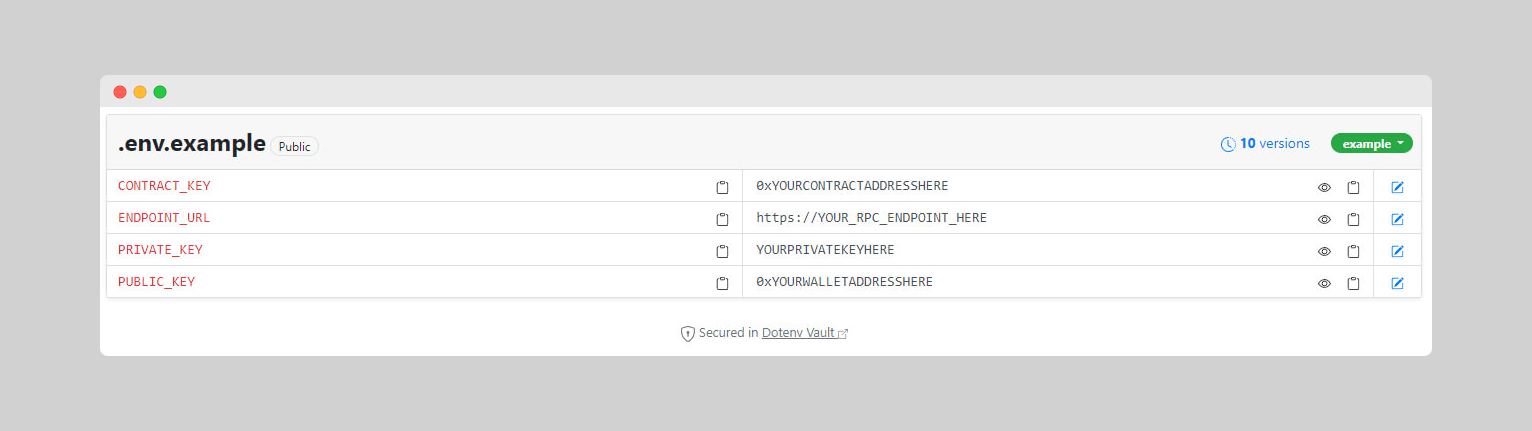 .env.example Public 10 versions example
CONTRACT_KEY 0xYOURCONTRACTADDRESSHERE
ENDPOINT_URL https://YOUR_RPC_ENDPOINT_HERE
PRIVATE_KEY YOURPRIVATEKEYHERE
PUBLIC_KEY 0xYOURWALLETADDRESSHERE
Secured in Dotenv Vault